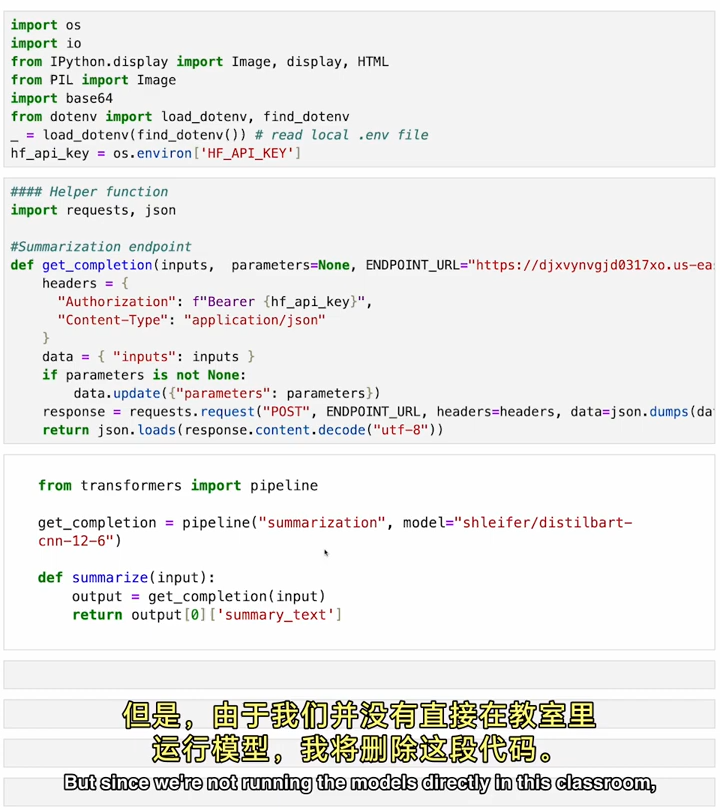 import os
import io
from IPython.display import Image, display, HTML
from PIL import Image
import base64
from dotenv import load_dotenv, find_dotenv
_ = load_dotenv(find_dotenv()) # read local .env file
hf_api_key = os.environ['HF_API_KEY']
#### Helper function
import requests, json
#Summarization endpoint
def get_completion(inputs,  parameters=None, ENDPOINT_URL="https://djxvynvgjd0317xo.us-ea
    headers = {
      "Authorization": f"Bearer {hf_api_key}",
      "Content-Type": "application/json"
    }
    data = { "inputs": inputs }
    if parameters is not None:
        data.update({"parameters": parameters})
    response = requests.request("POST", ENDPOINT_URL, headers=headers, data=json.dumps(da
    return json.loads(response.content.decode("utf-8"))
from transformers import pipeline
get_completion = pipeline("summarization", model="shleifer/distilbart-
cnn-12-6")
def summarize(input):
    output = get_completion(input)
    return output[0]['summary_text']
但是，由于我们并没有直接在教室里
运行模型，我将删除这段代码。
But since we're not running the models directly in this classroom,